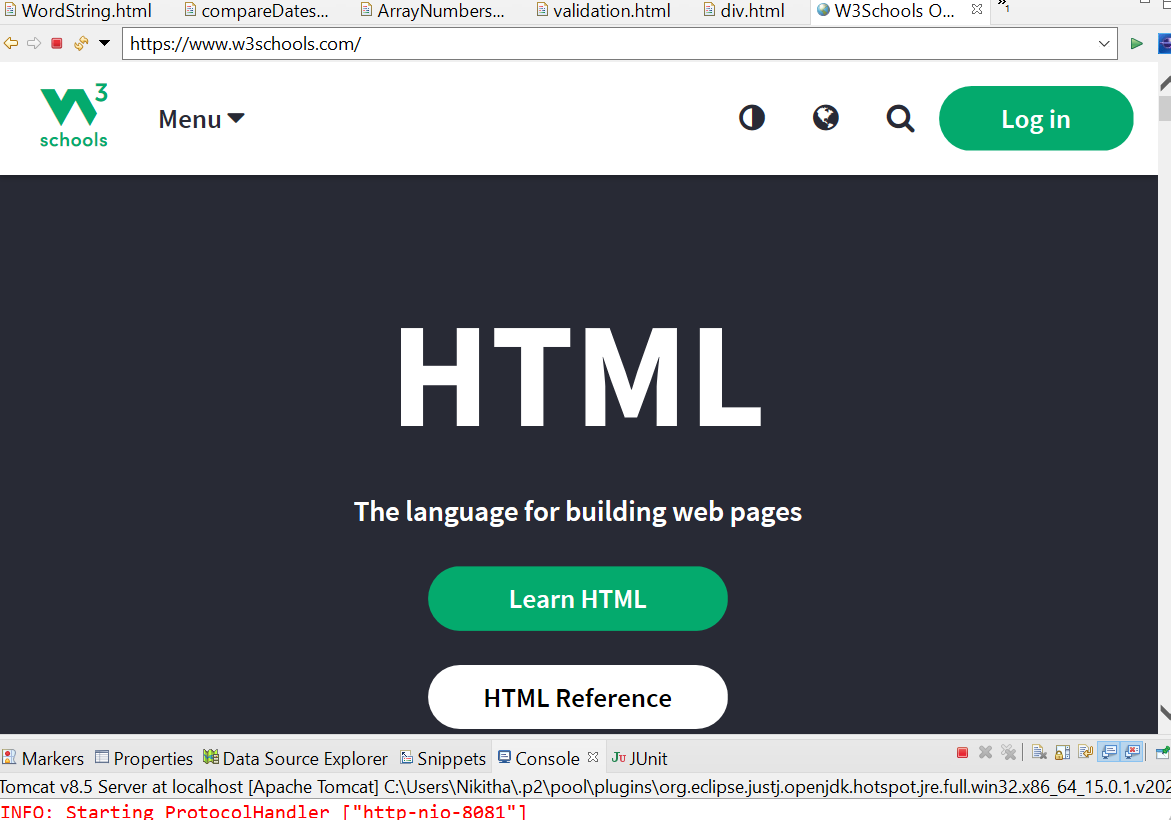 WordString.html compareDates... ArrayNumbers... validation.html div.html W3Schools O... »1
https://www.w3schools.com/
W3 schools Menu Log in
HTML
The language for building web pages
Learn HTML
HTML Reference
Markers Properties Data Source Explorer Snippets Console JUnit
Tomcat v8.5 Server at localhost [Apache Tomcat] C:\Users\Nikitha\.p2\pool\plugins\org.eclipse.justj.openjdk.hotspot.jre.full.win32.x86_64_15.0.1.v202
INFO: Starting ProtocolHandler ["http-nio-8081"]